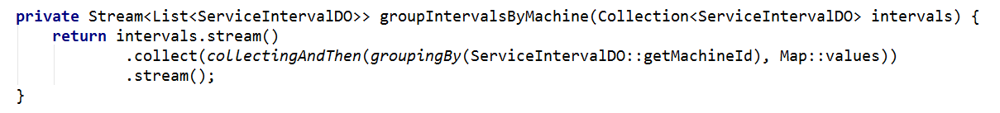 private Stream<List<ServiceIntervalDO>> groupIntervalsByMachine(Collection<ServiceIntervalDO> intervals) {
    return intervals.stream()
            .collect(collectingAndThen(groupingBy(ServiceIntervalDO::getMachineId), Map::values))
            .stream();
}